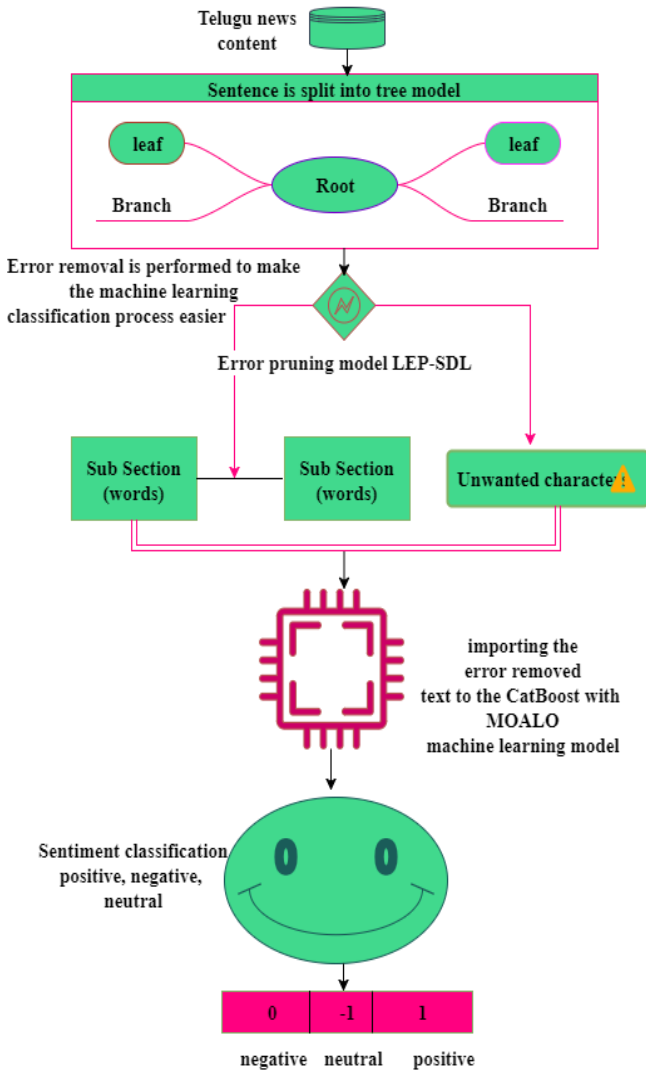 Telugu news
content
Sentence is split into tree model
leaf
leaf
Root
Branch
Branch
Error removal is performed to make
the machine learning
classification process easier
Error pruning model LEP-SDL
Sub Section
(words)
Sub Section
(words)
Unwanted character
importing the
error removed
text to the CatBoost with
MOALO
machine learning model
0 0
Sentiment classification
positive, negative,
neutral
0 -1 1
negative neutral positive